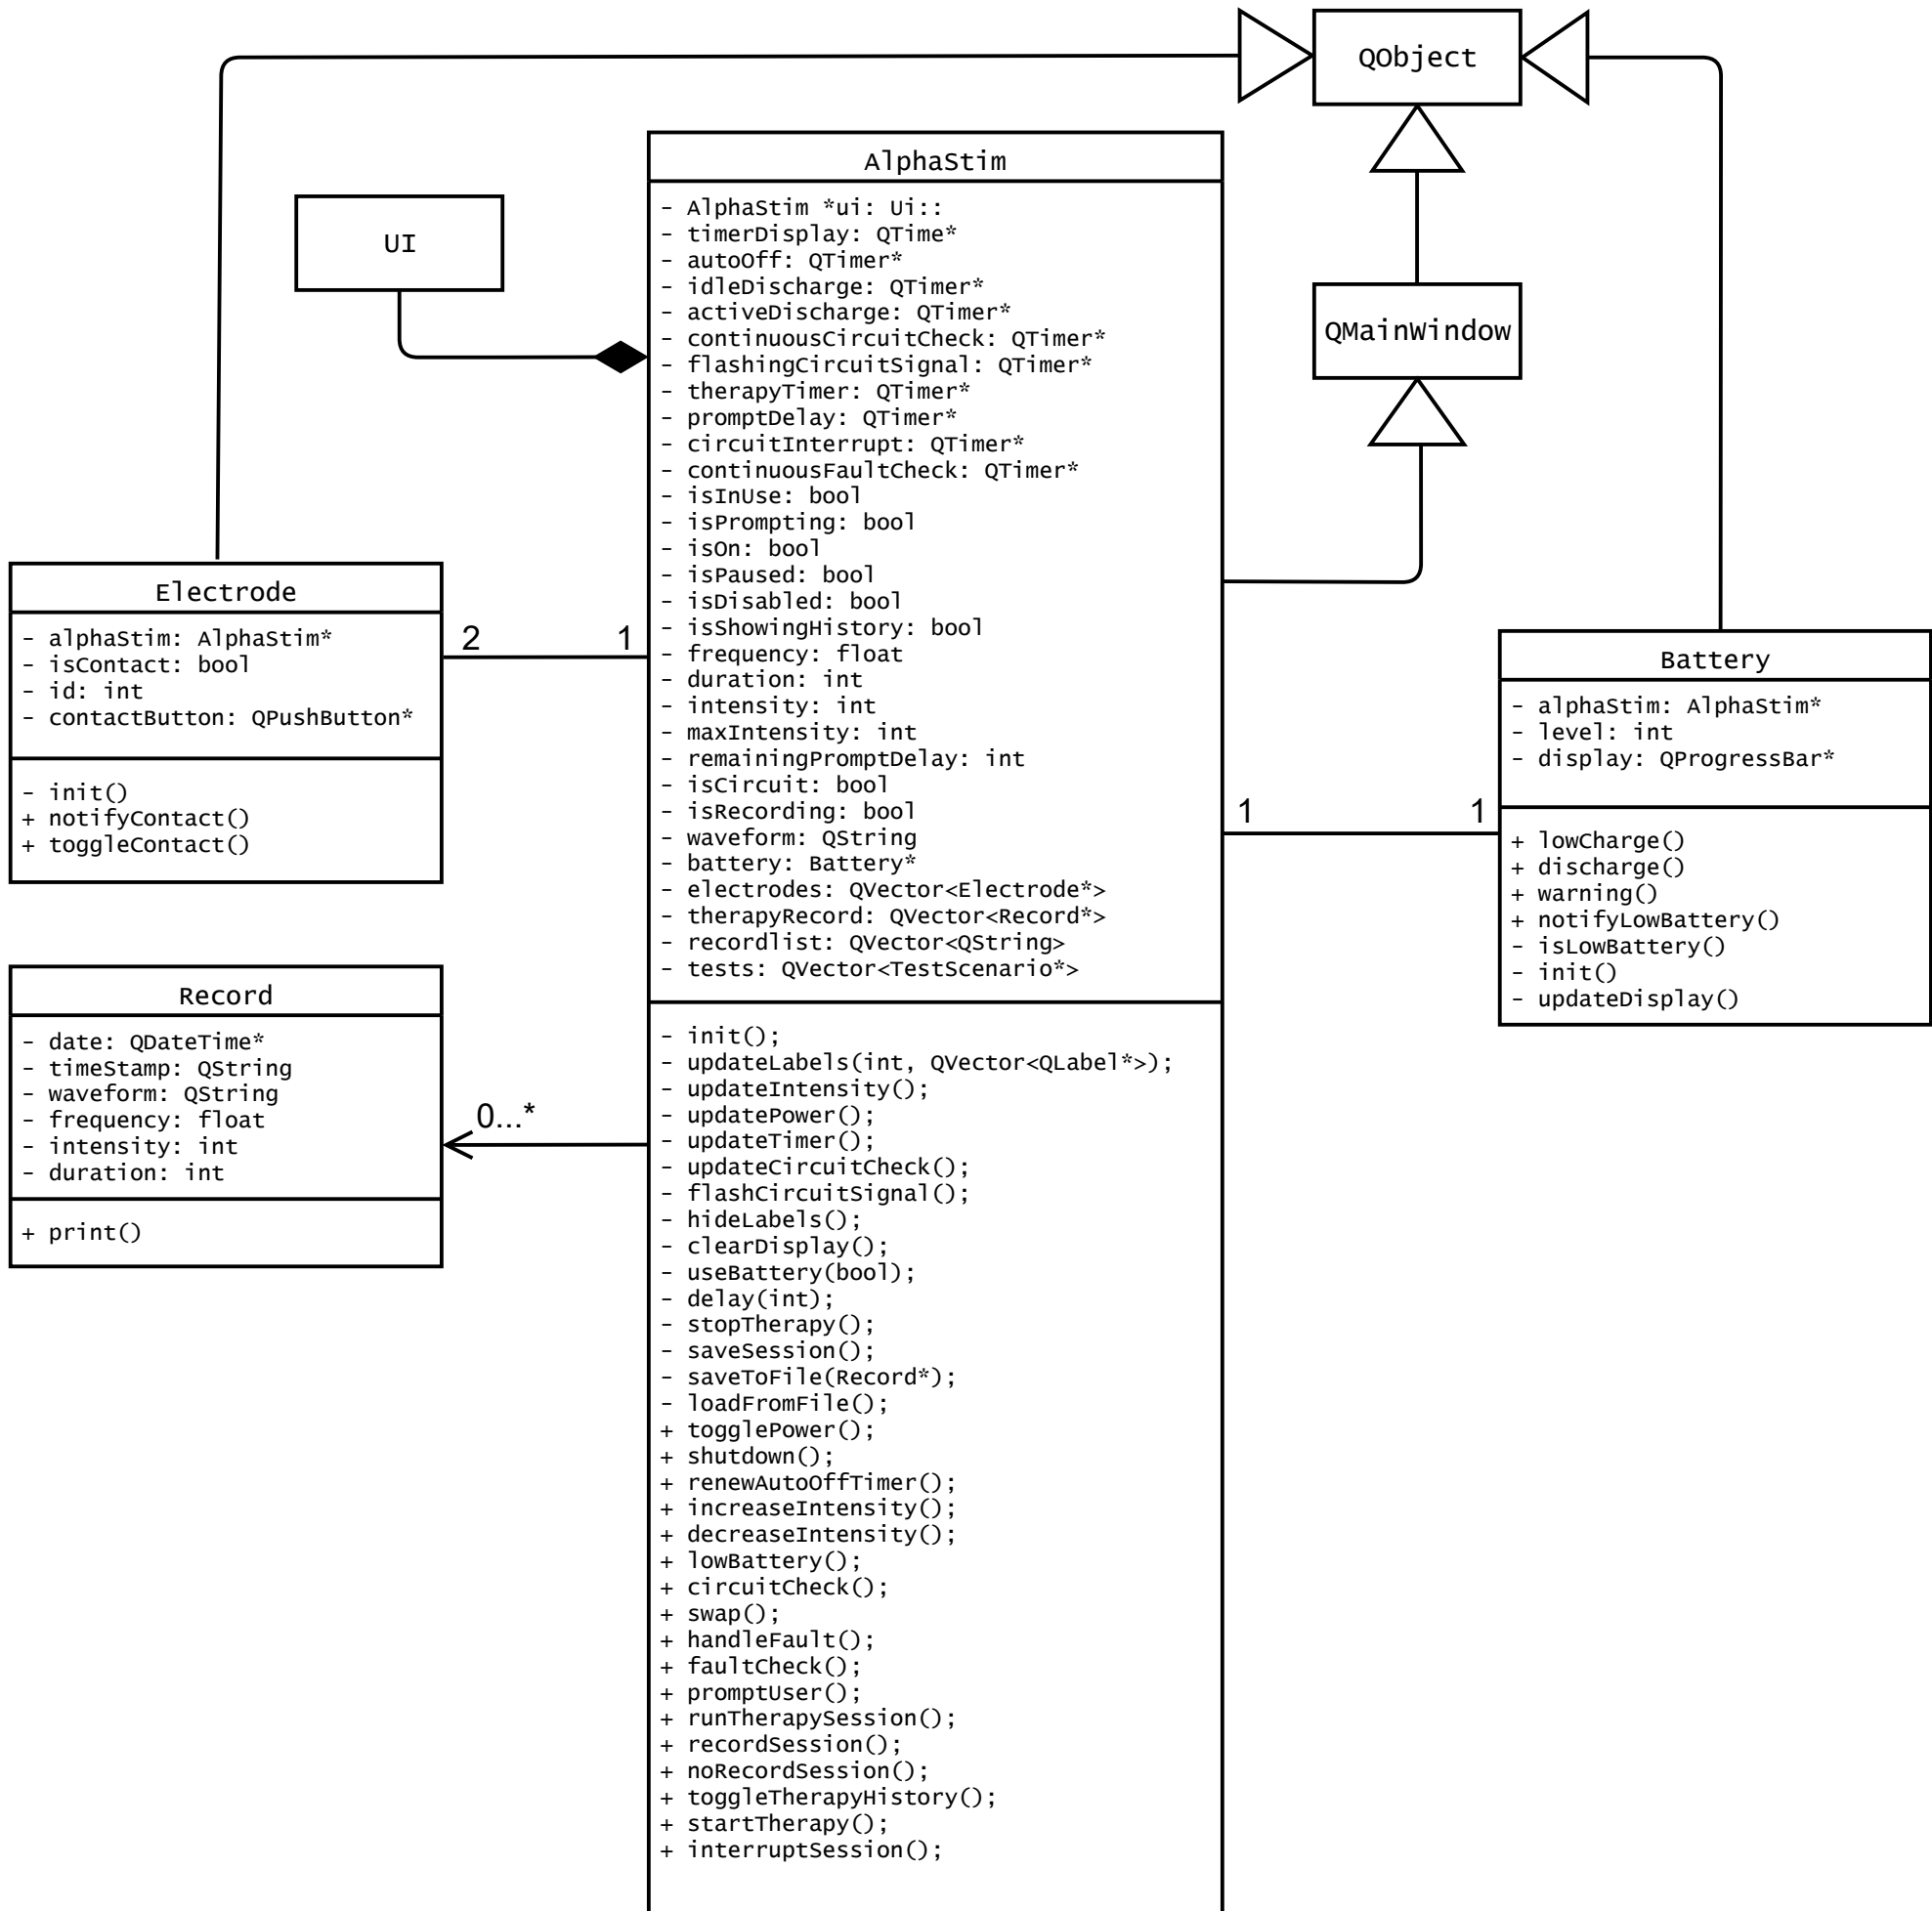 QObject
UI
QMainWindow
AlphaStim
- AlphaStim *ui: Ui::
- timerDisplay: QTime*
- autoOff: QTimer*
- idleDischarge: QTimer*
- activeDischarge: QTimer*
- continuousCircuitCheck: QTimer*
- flashingCircuitSignal: QTimer*
- therapyTimer: QTimer*
- promptDelay: QTimer*
- circuitInterrupt: QTimer*
- continuousFaultCheck: QTimer*
- isInUse: bool
- isPrompting: bool
- isOn: bool
- isPaused: bool
- isDisabled: bool
- isShowingHistory: bool
- frequency: float
- duration: int
- intensity: int
- maxIntensity: int
- remainingPromptDelay: int
- isCircuit: bool
- isRecording: bool
- waveform: QString
- battery: Battery*
- electrodes: QVector<Electrode*>
- therapyRecord: QVector<Record*>
- recordlist: QVector<QString>
- tests: QVector<TestScenario*>
- init();
- updateLabels(int, QVector<QLabel*>);
- updateIntensity();
- updatePower();
- updateTimer();
- updateCircuitCheck();
- flashCircuitSignal();
- hideLabels();
- clearDisplay();
- useBattery(bool);
- delay(int);
- stopTherapy();
- saveSession();
- saveToFile(Record*);
- loadFromFile();
+ togglePower();
+ shutdown();
+ renewAutoOffTimer();
+ increaseIntensity();
+ decreaseIntensity();
+ lowBattery();
+ circuitCheck();
+ swap();
+ handleFault();
+ faultCheck();
+ promptUser();
+ runTherapySession();
+ recordSession();
+ noRecordSession();
+ toggleTherapyHistory();
+ startTherapy();
+ interruptSession();
Electrode
- alphaStim: AlphaStim*
- isContact: bool
- id: int
- contactButton: QPushButton*
- init()
+ notifyContact()
+ toggleContact()
2
1
Record
- date: QDateTime*
- timeStamp: QString
- waveform: QString
- frequency: float
- intensity: int
- duration: int
+ print()
0...*
Battery
- alphaStim: AlphaStim*
- level: int
- display: QProgressBar*
+ lowCharge()
+ discharge()
+ warning()
+ notifyLowBattery()
- isLowBattery()
- init()
- updateDisplay()
1
1